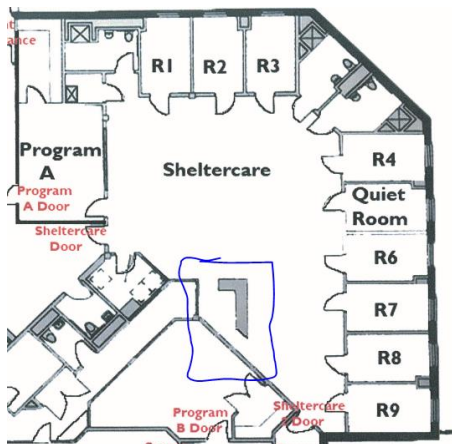 R1
R2
R3
ance
Program
A
Sheltercare
R4
Quiet
Room
Program
A Door
Sheltercare
Door
R6
R7
R8
R9
Program
B Door
Sheltercare
Door